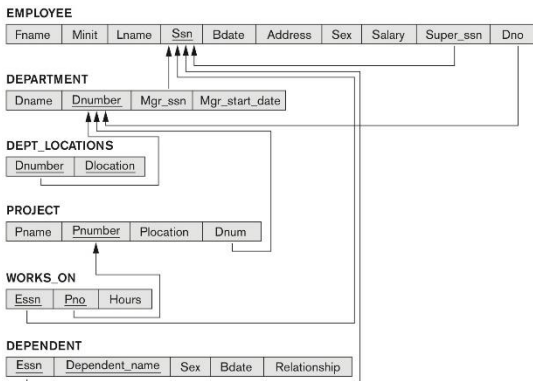 EMPLOYEE
Fname Minit Lname Ssn Bdate Address Sex Salary Super_ssn Dno
DEPARTMENT
Dname Dnumber Mgr_ssn Mgr_start_date
DEPT_LOCATIONS
Dnumber Dlocation
PROJECT
Pname Pnumber Plocation Dnum
WORKS_ON
Essn Pno Hours
DEPENDENT
Essn Dependent_name Sex Bdate Relationship